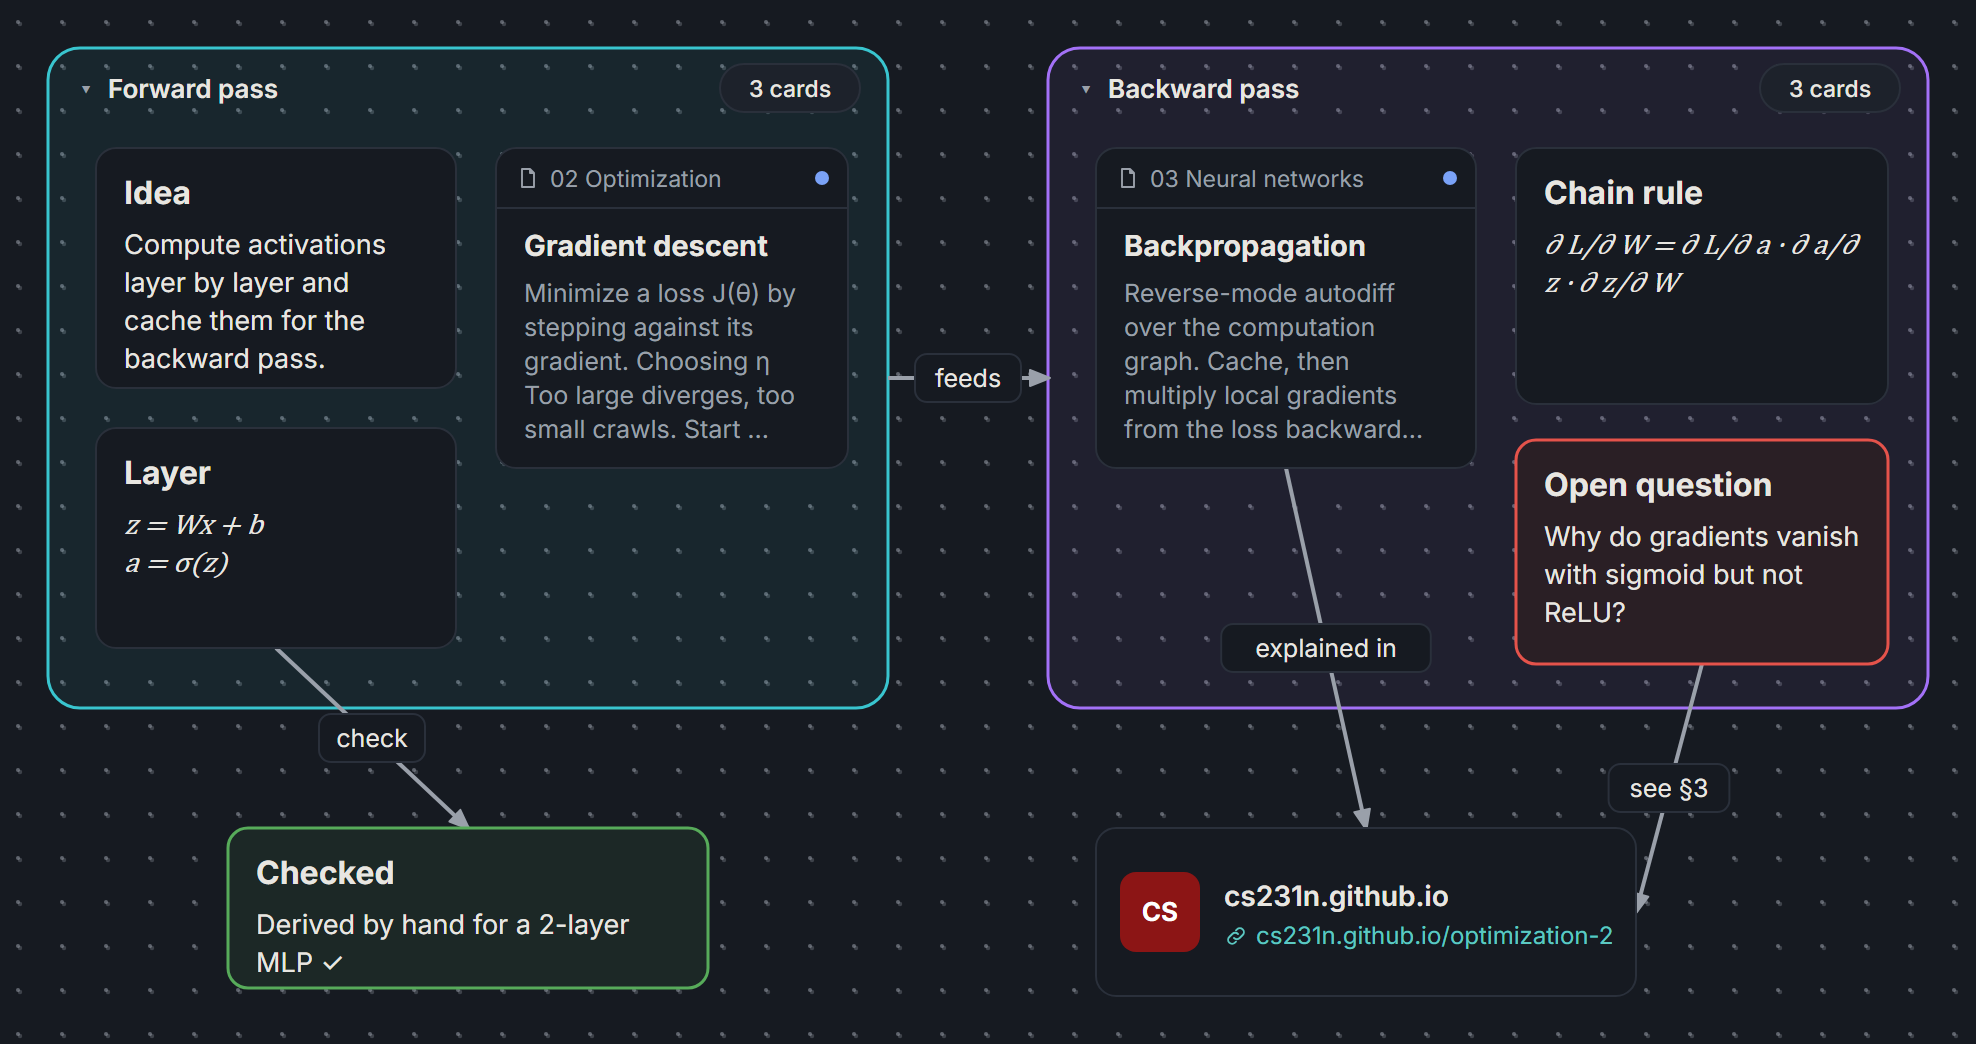 Forward pass
3 cards
Idea
Compute activations
layer by layer and
cache them for the
backward pass.
02 Optimization
Gradient descent
Minimize a loss J(θ) by
stepping against its
gradient. Choosing η
Too large diverges, too
small crawls. Start ...
Layer
z = Wx + b
a = σ(z)
feeds
Backward pass
3 cards
03 Neural networks
Backpropagation
Reverse-mode autodiff
over the computation
graph. Cache, then
multiply local gradients
from the loss backward...
Chain rule
∂ L/∂ W = ∂ L/∂ a · ∂ a/∂
z · ∂ z/∂ W
Open question
Why do gradients vanish
with sigmoid but not
ReLU?
explained in
check
see §3
Checked
Derived by hand for a 2-layer
MLP ✓
CS
cs231n.github.io
cs231n.github.io/optimization-2